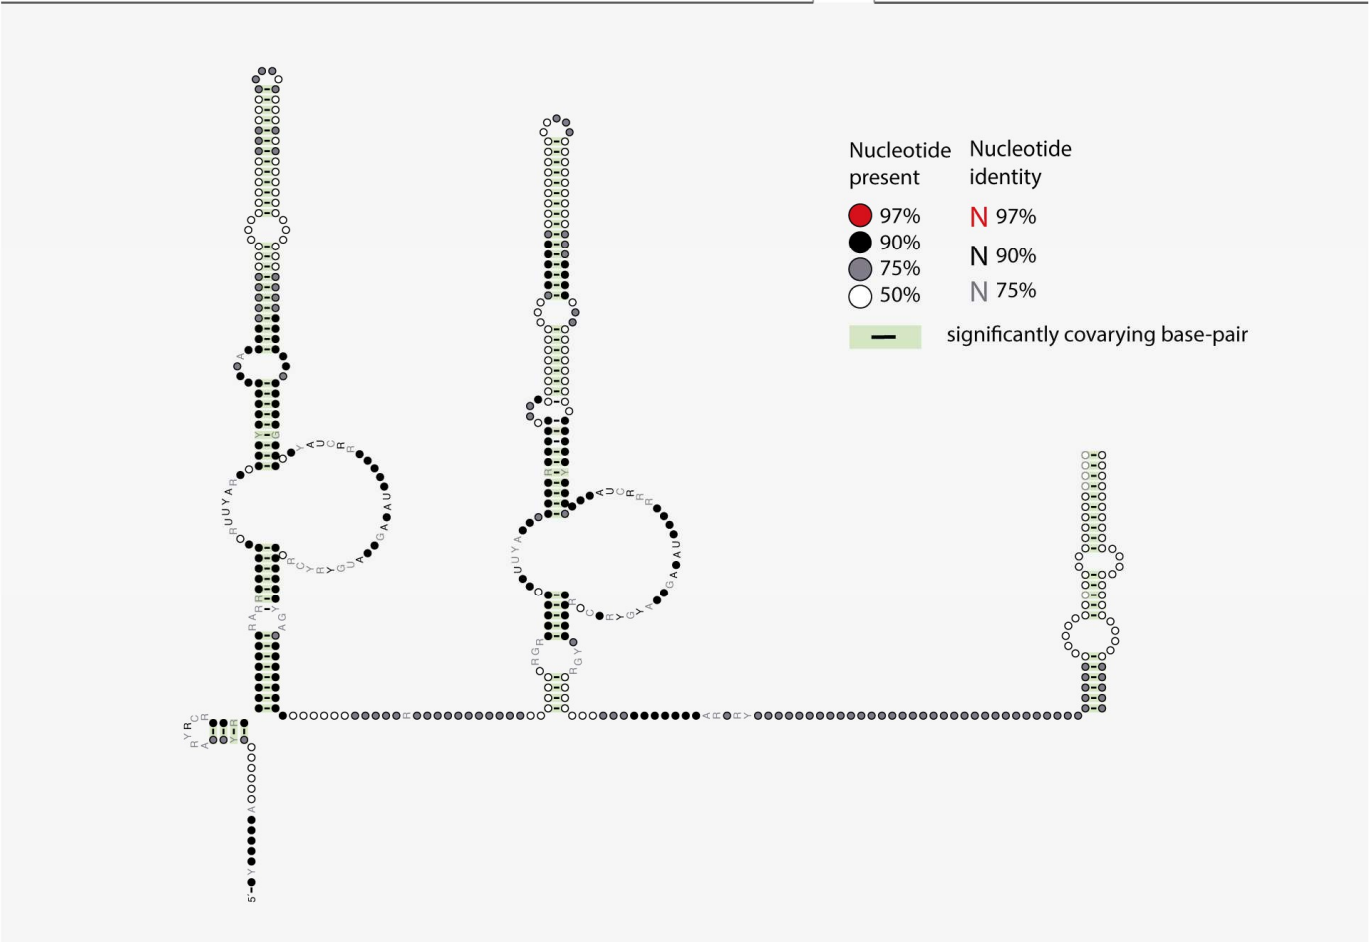 Nucleotide present
Nucleotide identity
97%
N 97%
90%
N 90%
75%
N 75%
50%
significantly covarying base-pair
Y A U C R R
U A A G
A U G Y R Y C R
R A Y U U R
A
Y G
R R A R
Y G A
R C R Y R A
R Y
A
Y
5'
R
A U C R R R
U A A G
A Y G Y R C R
A Y U U
R Y
R G R
Y G R
A R R Y